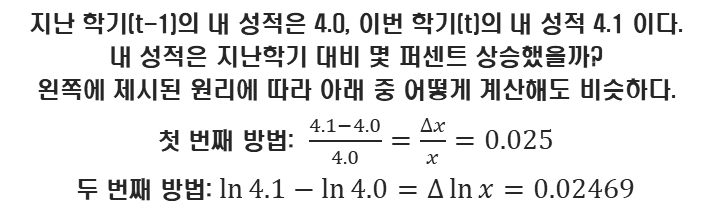 지난 학기(t-1)의 내 성적은 4.0, 이번 학기(t)의 내 성적 4.1 이다.
내 성적은 지난학기 대비 몇 퍼센트 상승했을까?
왼쪽에 제시된 원리에 따라 아래 중 어떻게 계산해도 비슷하다.
첫 번째 방법: \frac{4.1-4.0}{4.0} = \frac{Δx}{x} = 0.025
두 번째 방법: ln 4.1 − ln 4.0 = Δ ln x = 0.02469